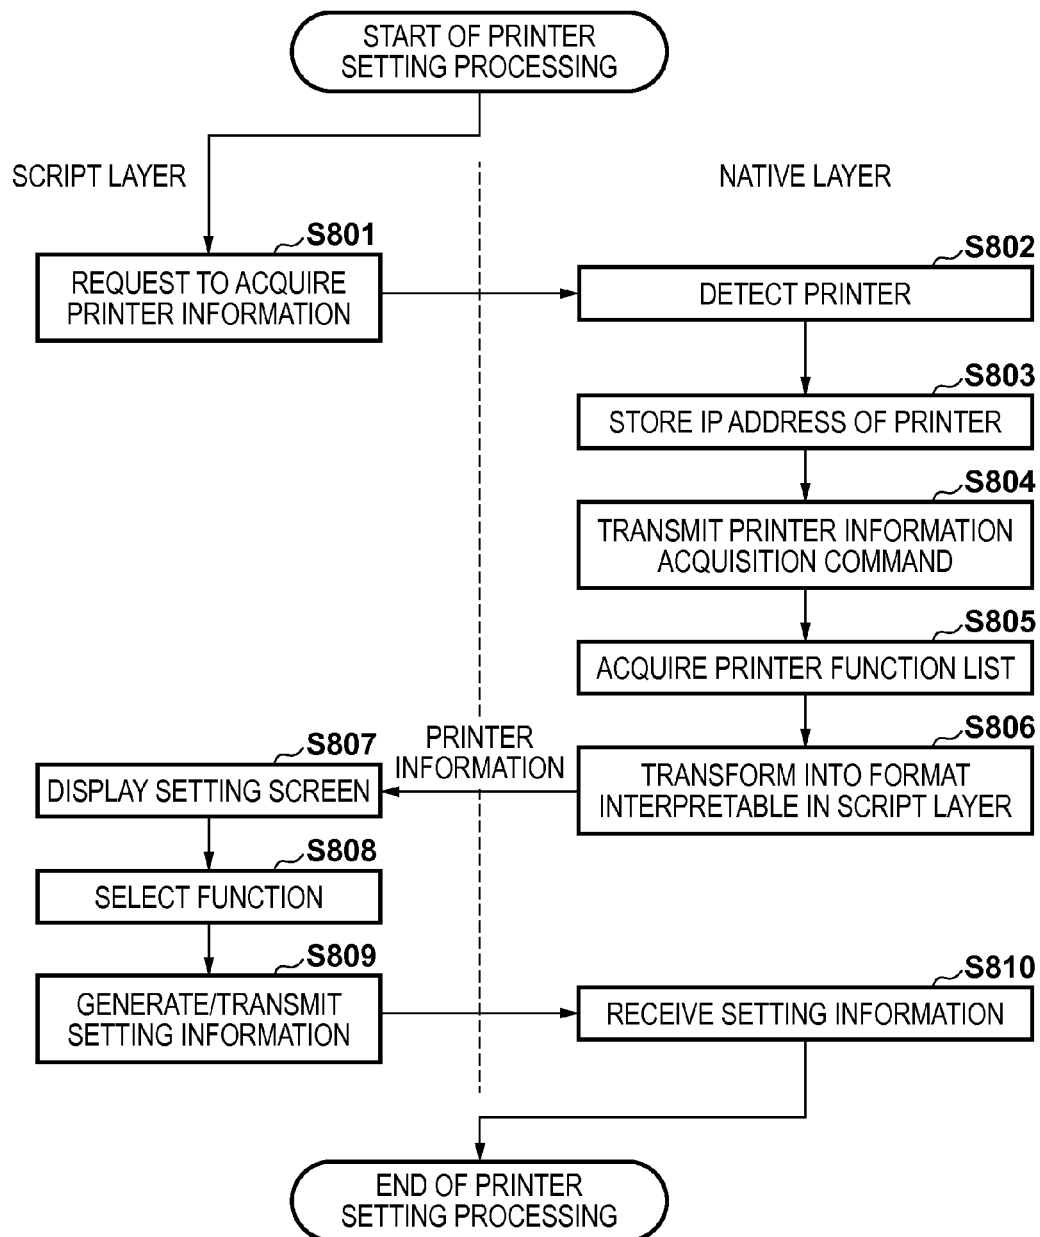 START OF PRINTER
SETTING PROCESSING
SCRIPT LAYER
NATIVE LAYER
S801
REQUEST TO ACQUIRE
PRINTER INFORMATION
S802
DETECT PRINTER
S803
STORE IP ADDRESS OF PRINTER
S804
TRANSMIT PRINTER INFORMATION
ACQUISITION COMMAND
S805
ACQUIRE PRINTER FUNCTION LIST
S806
TRANSFORM INTO FORMAT
INTERPRETABLE IN SCRIPT LAYER
PRINTER
INFORMATION
S807
DISPLAY SETTING SCREEN
S808
SELECT FUNCTION
S809
GENERATE/TRANSMIT
SETTING INFORMATION
S810
RECEIVE SETTING INFORMATION
END OF PRINTER
SETTING PROCESSING